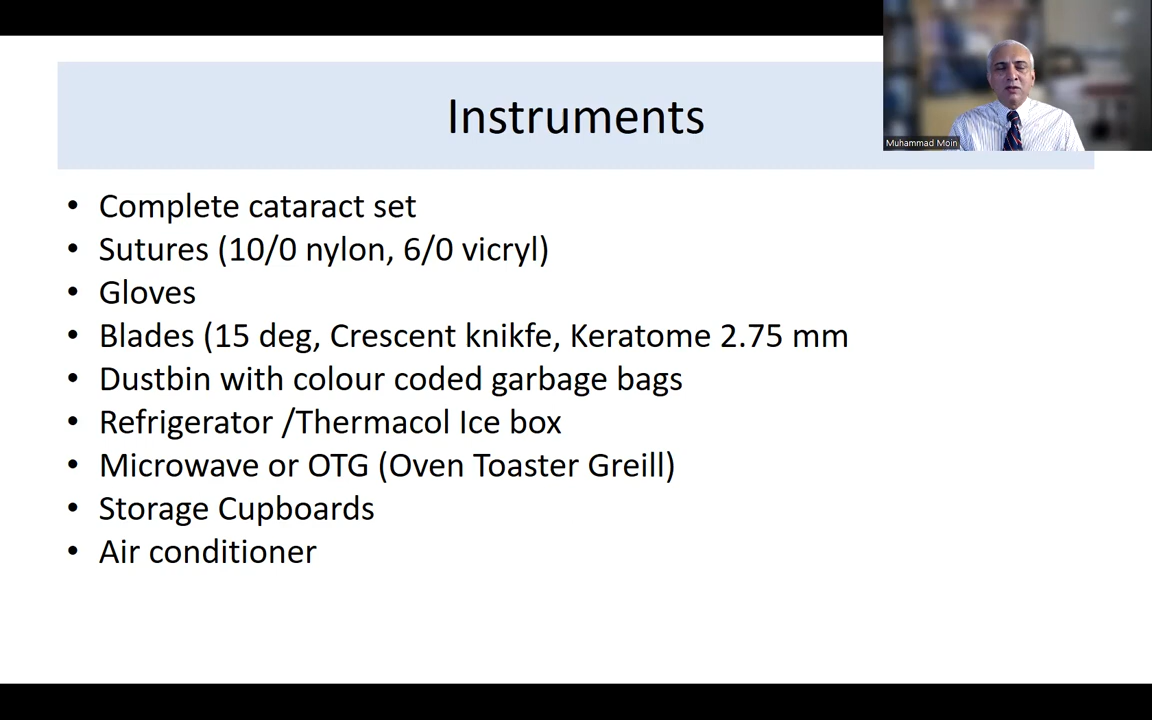 Instruments
Muhammad Moin
• Complete cataract set
• Sutures (10/0 nylon, 6/0 vicryl)
• Gloves
• Blades (15 deg, Crescent knikfe, Keratome 2.75 mm
• Dustbin with colour coded garbage bags
• Refrigerator /Thermacol Ice box
• Microwave or OTG (Oven Toaster Greill)
• Storage Cupboards
• Air conditioner